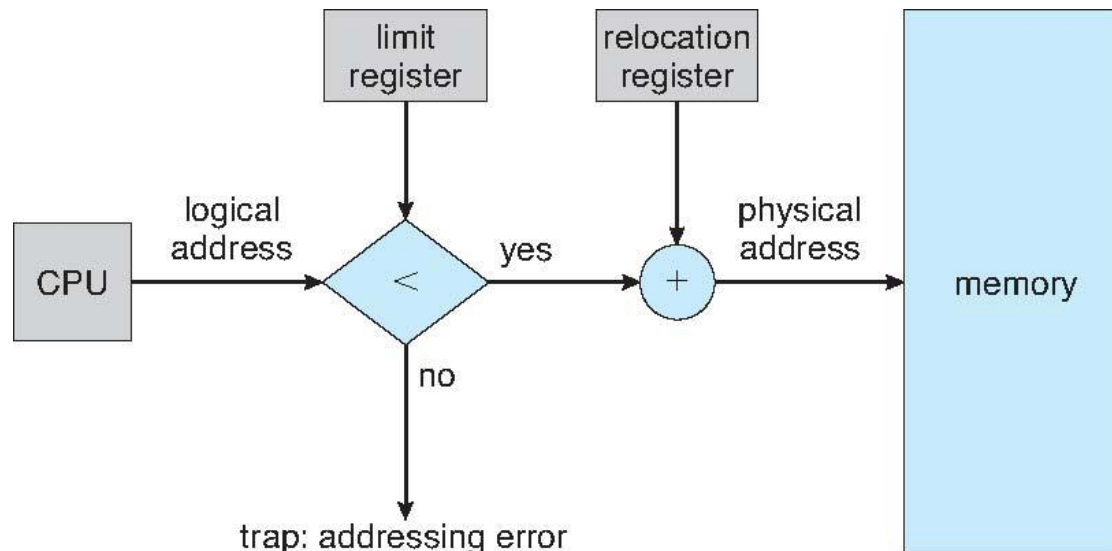 limit
register
relocation
register
logical
address
physical
address
CPU
<
yes
+
memory
no
trap: addressing error